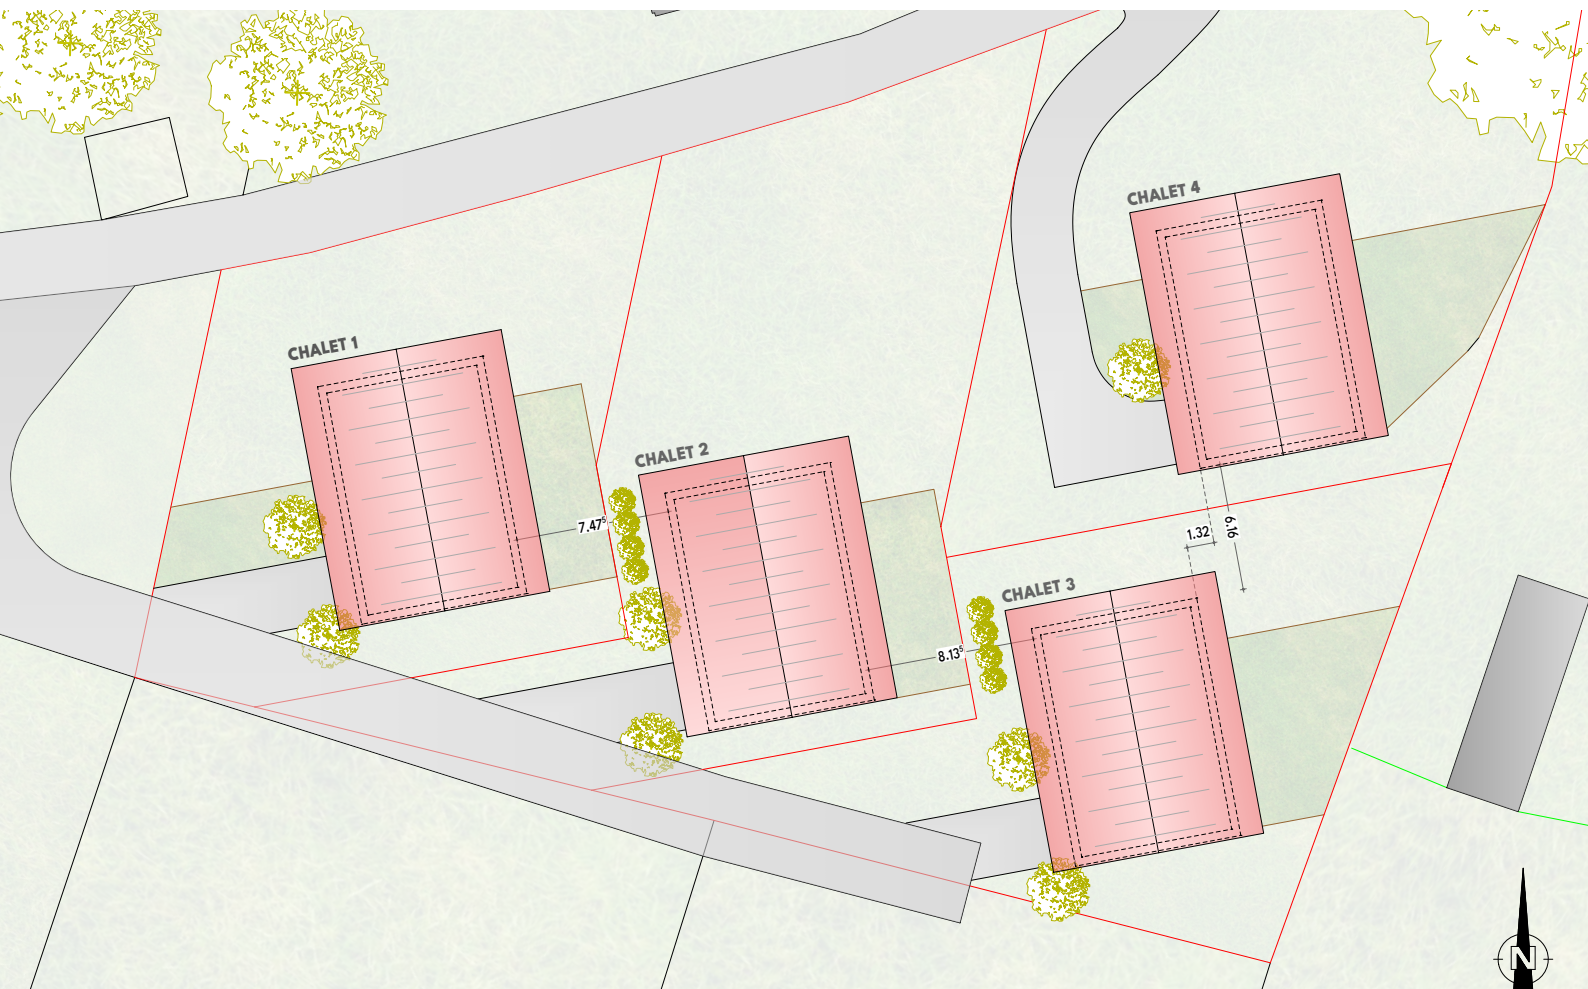 CHALET 4
CHALET 1
CHALET 2
7.47⁵
1.32
6.16
CHALET 3
8.13⁵
N